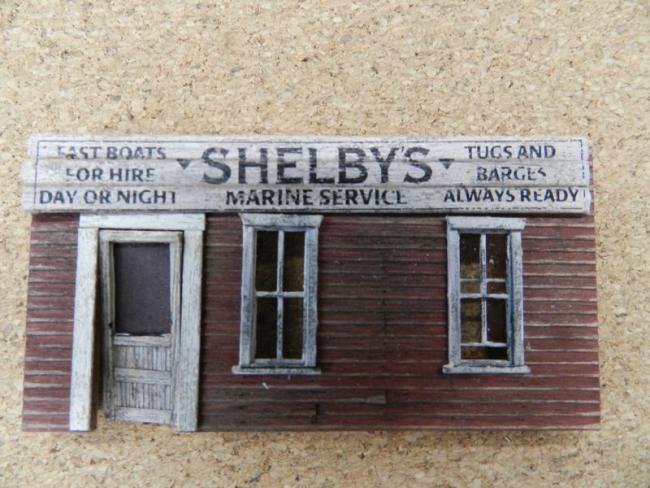 FAST BOATS
FOR HIRE
DAY OR NIGHT
SHELBY'S
MARINE SERVICE
TUGS AND
BARGES
ALWAYS READY